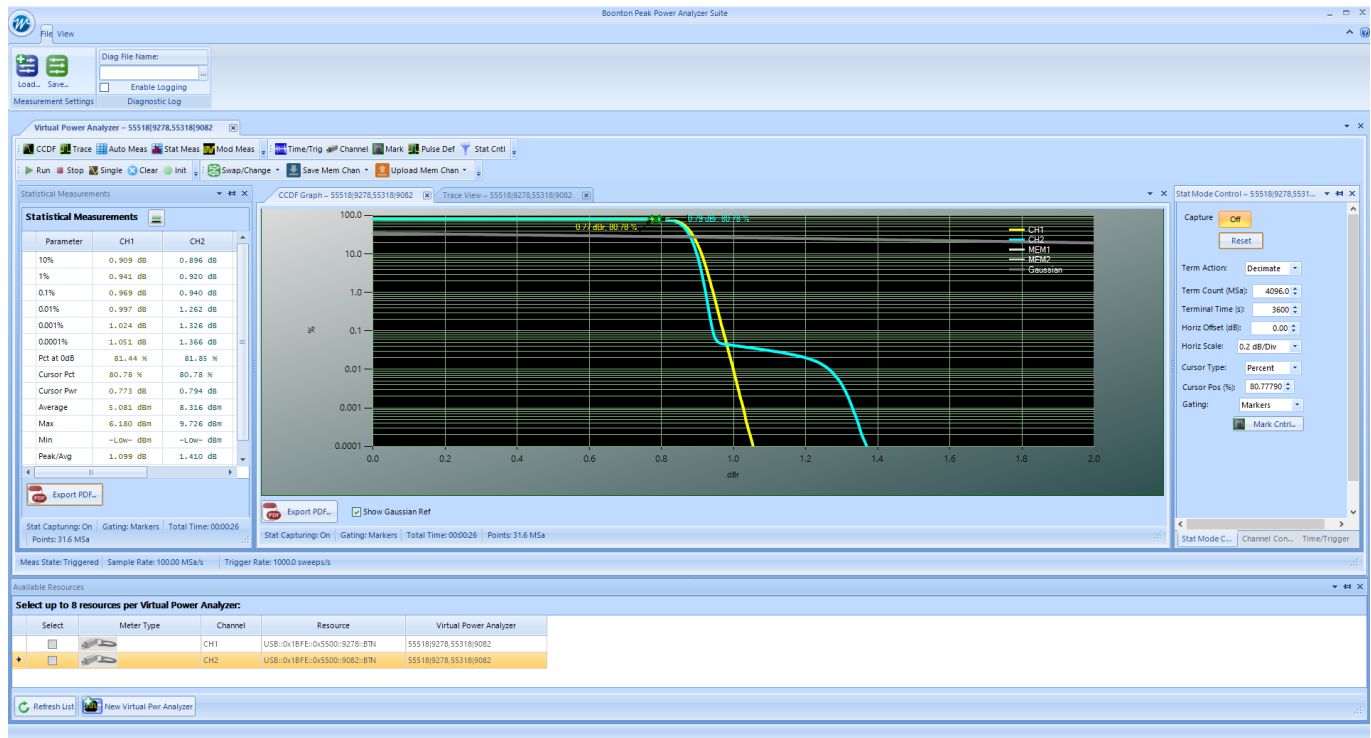 Boonton Peak Power Analyzer Suite
File View
Load... Save...
Measurement Settings
Diag File Name:
...
Enable Logging
Diagnostic Log
Virtual Power Analyzer – 55518|9278,55318|9082
CCDF Trace Auto Meas Stat Meas Mod Meas Time/Trig Channel Mark Pulse Def Stat Cntl
Run Stop Single Clear Init Swap/Change Save Mem Chan Upload Mem Chan
Statistical Measurements
Statistical Measurements
Parameter CH1 CH2
10% 0.909 dB 0.896 dB
1% 0.941 dB 0.920 dB
0.1% 0.969 dB 0.940 dB
0.01% 0.997 dB 1.262 dB
0.001% 1.024 dB 1.326 dB
0.0001% 1.051 dB 1.366 dB
Pct at 0dB 81.44 % 81.85 %
Cursor Pct 80.78 % 80.78 %
Cursor Pwr 0.773 dB 0.794 dB
Average 5.081 dBm 8.316 dBm
Max 6.180 dBm 9.726 dBm
Min -Low- dBm -Low- dBm
Peak/Avg 1.099 dB 1.410 dB
Export PDF...
Stat Capturing: On Gating: Markers Total Time: 00:00:26
Points: 31.6 MSa
CCDF Graph – 55518|9278,55318|9082
Trace View – 55518|9278,55318|9082
0.77 dBr, 80.78 %
0.79 dBr, 80.78 %
CH1
CH2
MEM1
MEM2
Gaussian
%
100.0
10.0
1.0
0.1
0.01
0.001
0.0001
0.0 0.2 0.4 0.6 0.8 1.0 1.2 1.4 1.6 1.8 2.0
dBr
Export PDF... Show Gaussian Ref
Stat Capturing: On Gating: Markers Total Time: 00:00:26 Points: 31.6 MSa
Stat Mode Control – 55518|9278,5531...
Capture Off
Reset
Term Action: Decimate
Term Count (MSa): 4096.0
Terminal Time (s): 3600
Horiz Offset (dB): 0.00
Horiz Scale: 0.2 dB/Div
Cursor Type: Percent
Cursor Pos (%): 80.77790
Gating: Markers
Mark Cntrl...
Stat Mode C... Channel Con... Time/Trigger
Meas State: Triggered Sample Rate: 100.00 MSa/s Trigger Rate: 1000.0 sweeps/s
Available Resources
Select up to 8 resources per Virtual Power Analyzer:
Select Meter Type Channel Resource Virtual Power Analyzer
CH1 USB::0x1BFE::0x5500::9278::BTN 55518|9278,55318|9082
CH2 USB::0x1BFE::0x5500::9082::BTN 55518|9278,55318|9082
Refresh List New Virtual Pwr Analyzer